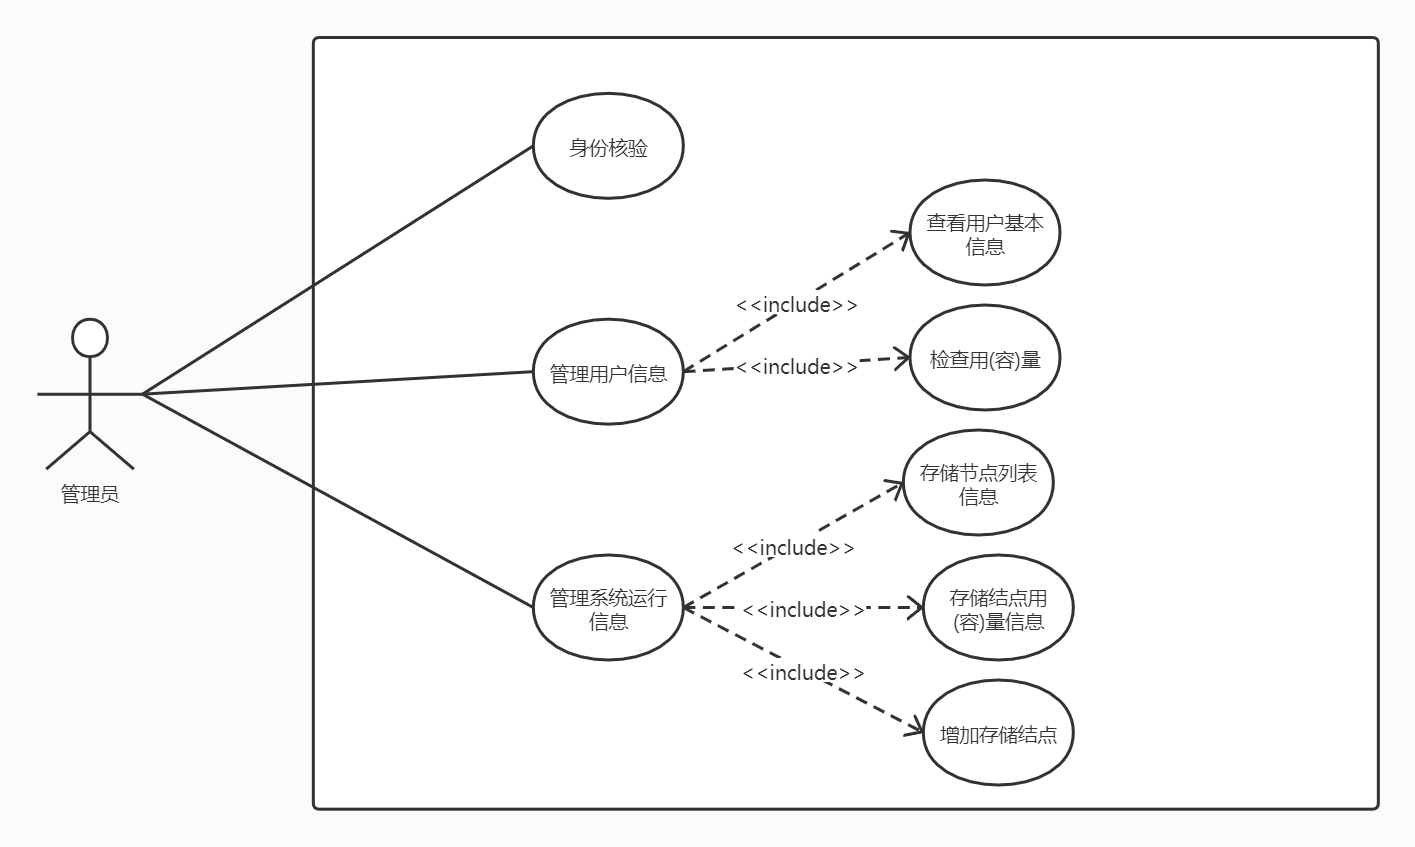 身份核验
查看用户基本
信息
<<include>>
管理用户信息
<<include>>
检查用(容)量
存储节点列表
信息
管理员
<<include>>
管理系统运行
信息
<<include>>
存储结点用
(容)量信息
<<include>>
增加存储结点